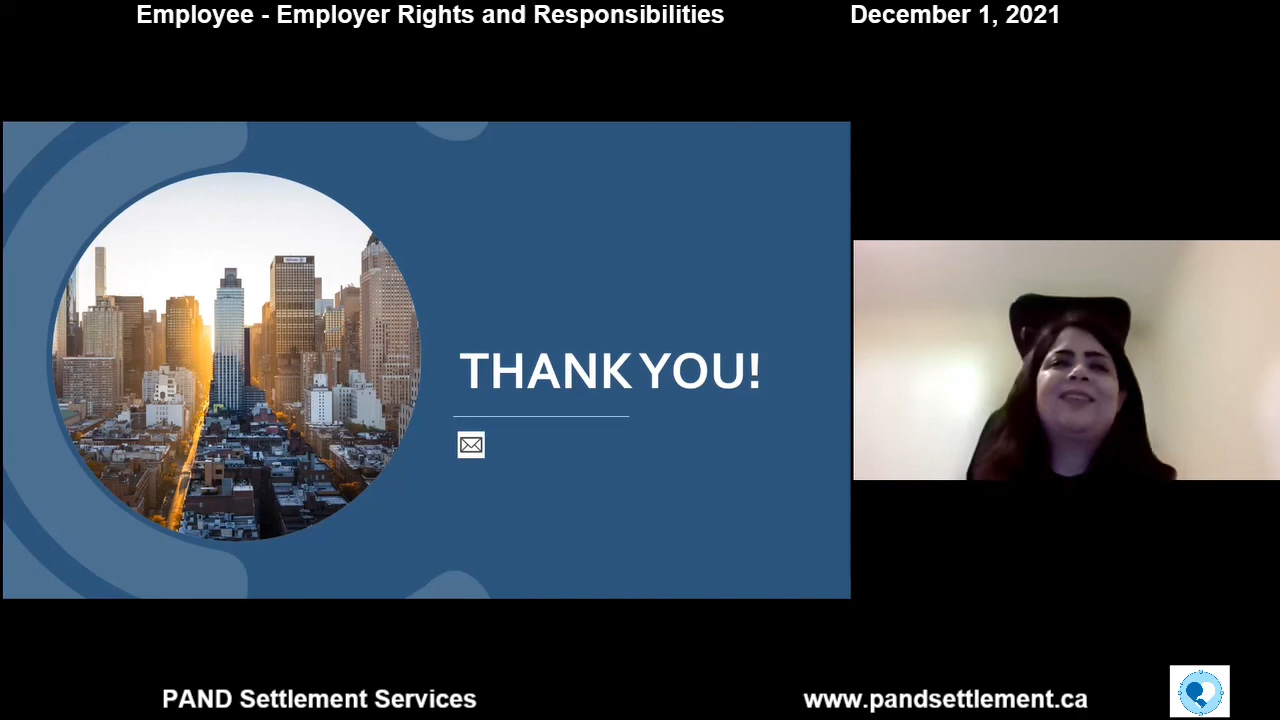 Employee - Employer Rights and Responsibilities
December 1, 2021
THANK YOU!
PAND Settlement Services
www.pandsettlement.ca